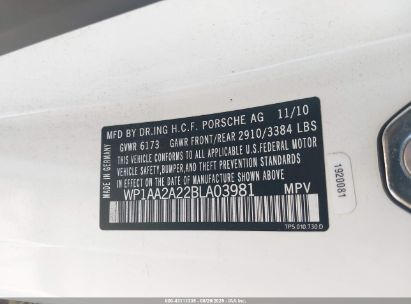 MFD BY DR.ING H.C.F. PORSCHE AG 11/10
GVWR 6173 GAWR FRONT/REAR 2910/3384 LBS
THIS VEHICLE CONFORMS TO ALL APPLICABLE U.S.FEDERAL MOTOR
VEHICLE SAFETY,BUMPER,AND THEFT PREVENTION STANDARDS IN
EFFECT ON THE DATE OF MANUFACTURE SHOWN ABOVE
WP1AA2A22BLA03981 MPV
MADE IN GERMANY
7P5.010.730.D
1920081